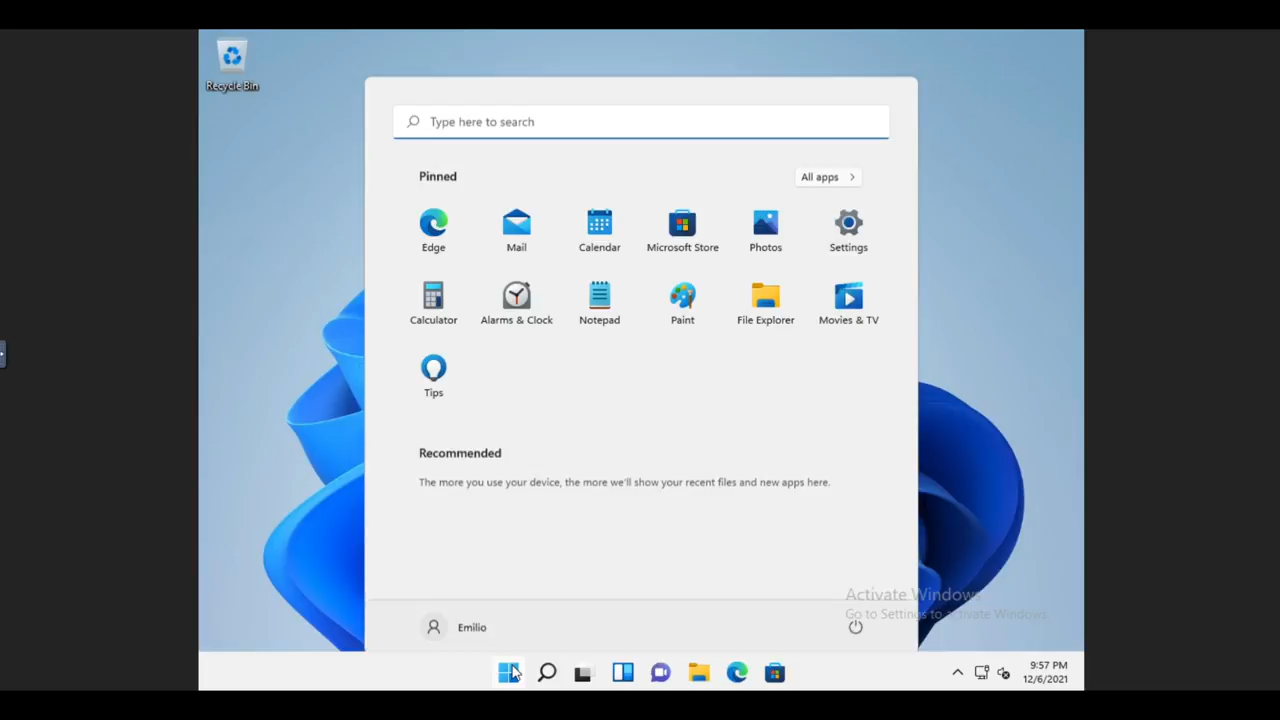 Recycle Bin
Type here to search
Pinned
All apps
Edge
Mail
Calendar
Microsoft Store
Photos
Settings
Calculator
Alarms & Clock
Notepad
Paint
File Explorer
Movies & TV
Tips
Recommended
The more you use your device, the more we'll show your recent files and new apps here.
Activate Windows
Go to Settings to activate Windows.
Emilio
9:57 PM
12/6/2021